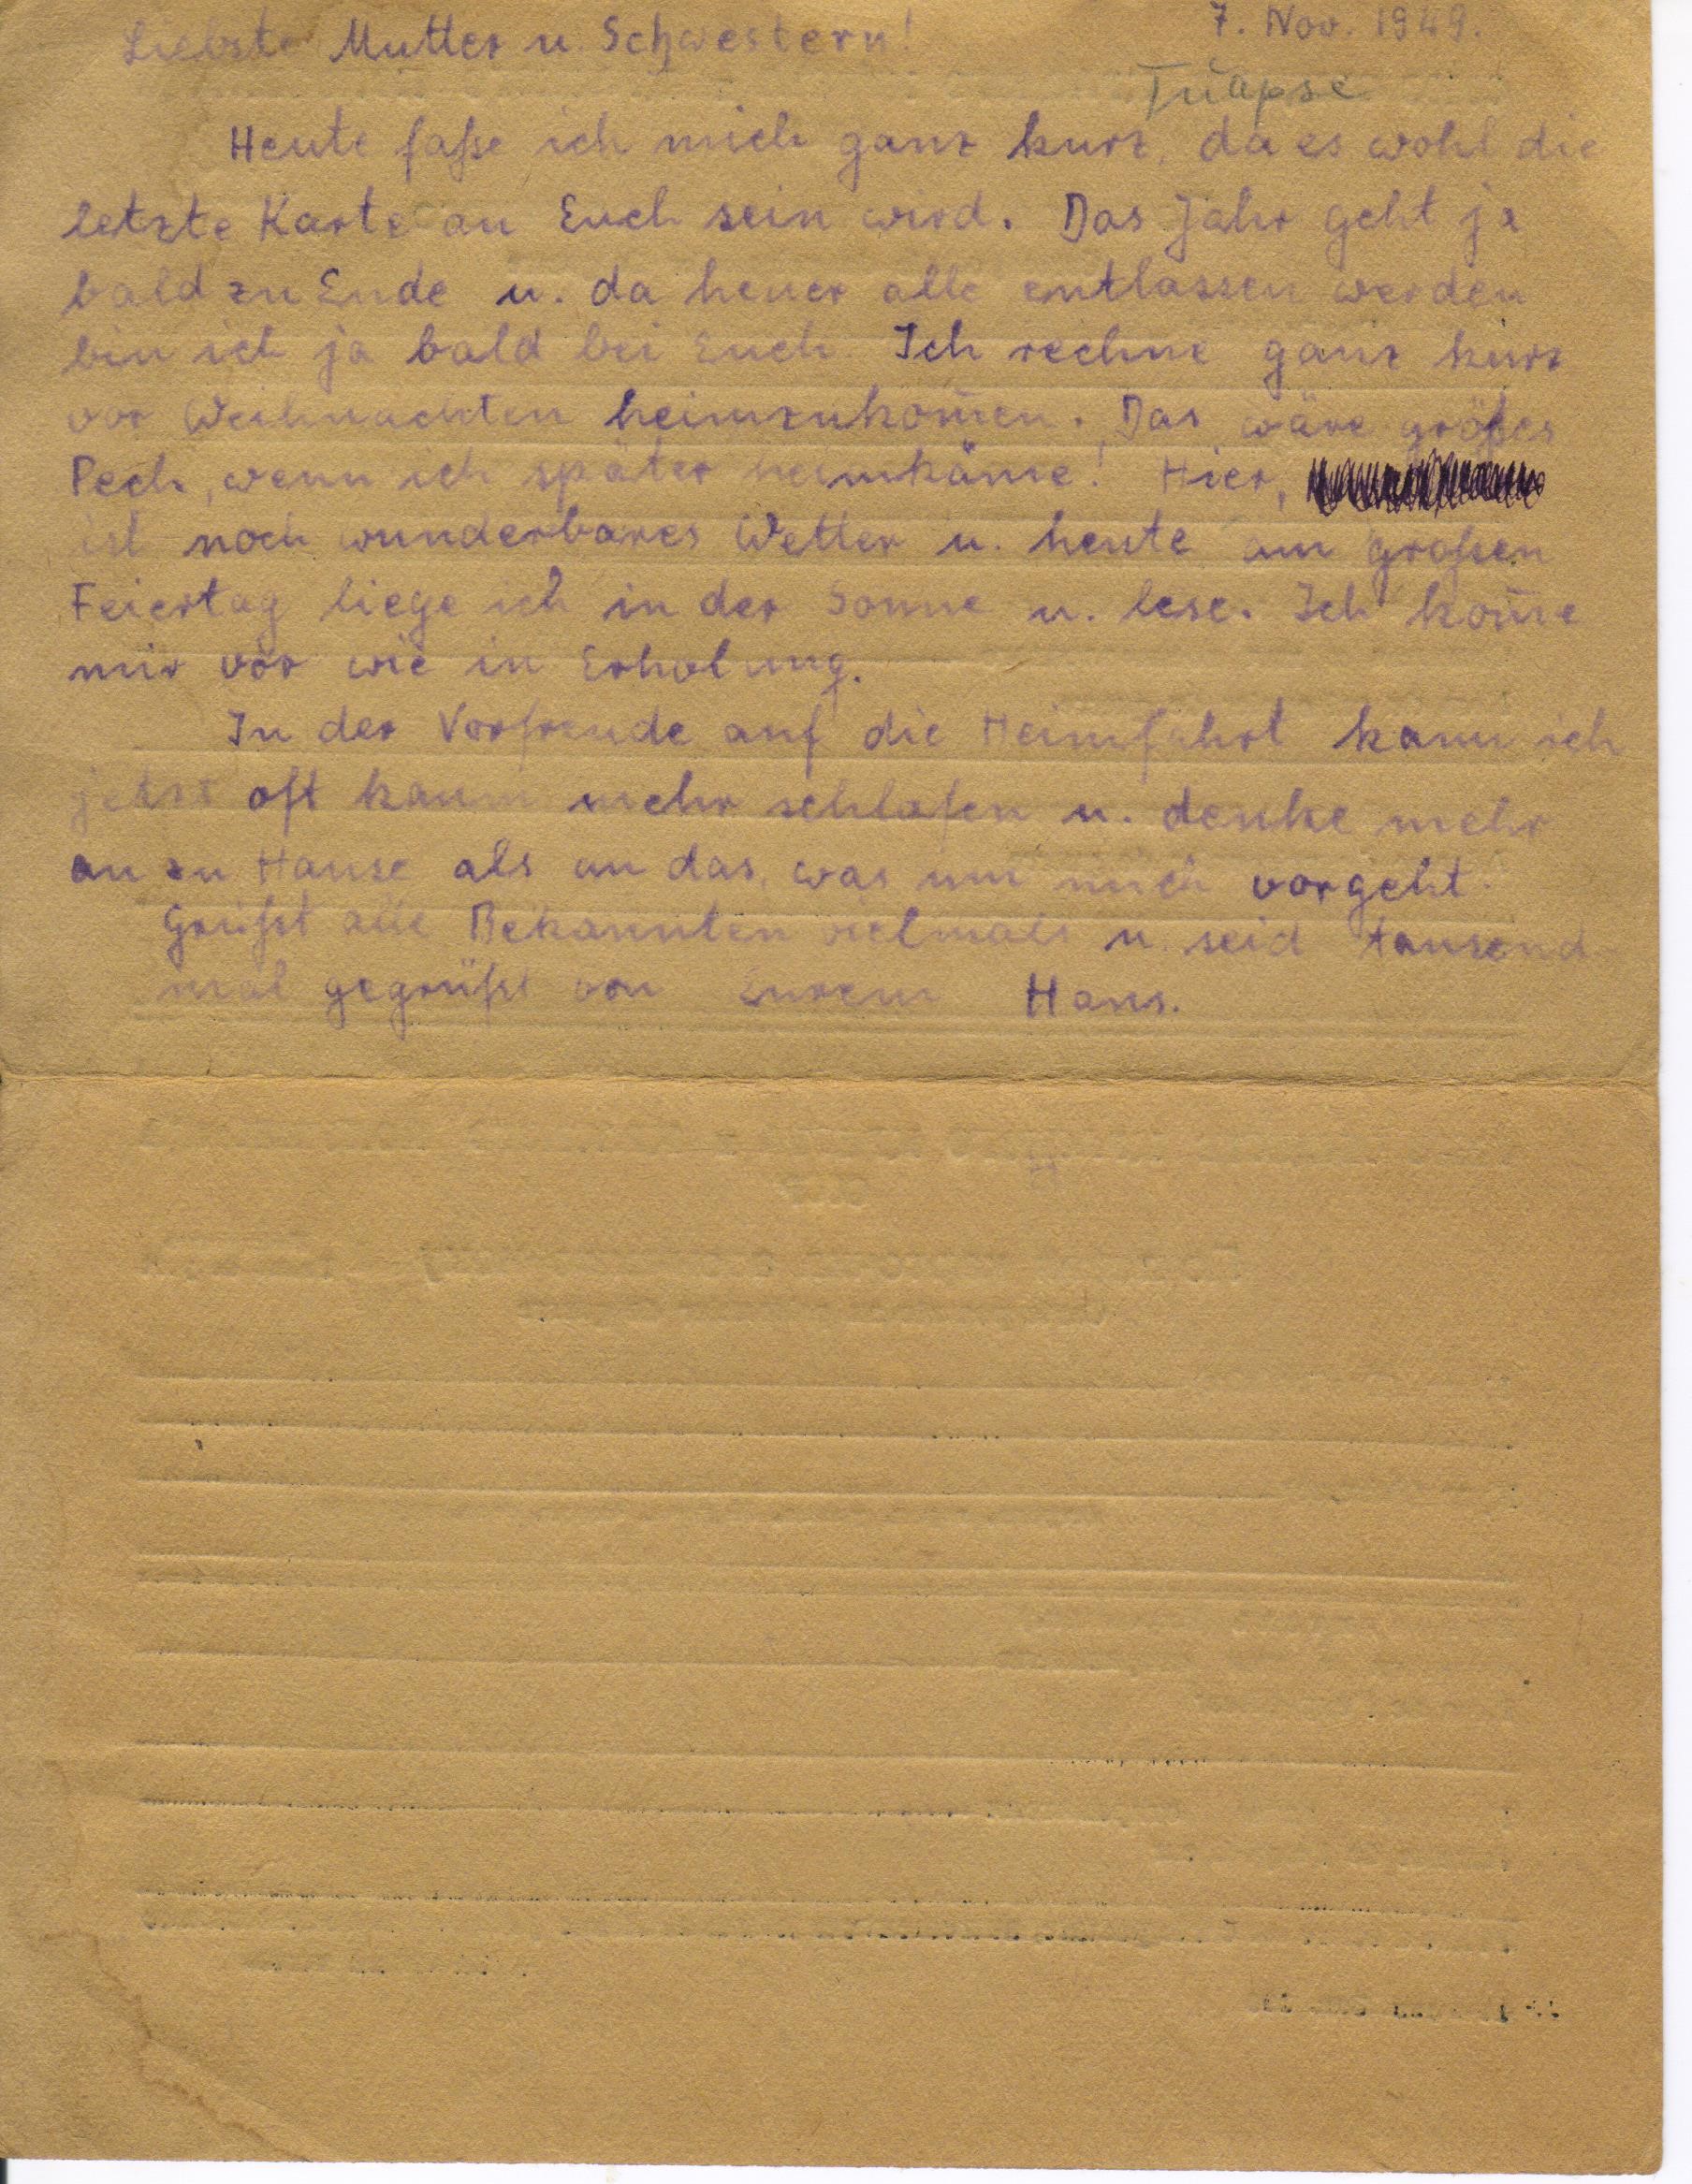 Liebste Mutter u. Schwestern! 7. Nov. 1949.
Tuapse
Heute faße ich mich ganz kurz, da es wohl die
letzte Karte an Euch sein wird. Das Jahr geht ja
bald zu Ende u. da heuer alle entlassen werden
bin ich ja bald bei Euch Ich rechne ganz kurz
vor Weihnachten heimzukom̄en. Das wäre großes
Pech, wenn ich später heimkäme! Hier,
ist noch wunderbares Wetter u. heute am großen
Feiertag liege ich in der Sonne u. lese. Ich kom̄e
mir vor wie in Erholung.
In der Vorfreude auf die Heimfahrt kann ich
jetzt oft kaum mehr schlafen u. denke mehr
an zu Hause als an das, was um mich vorgeht.
Grüßt alle Bekannten vielmals u. seid tausend
mal gegrüßt von Eurem Hans.